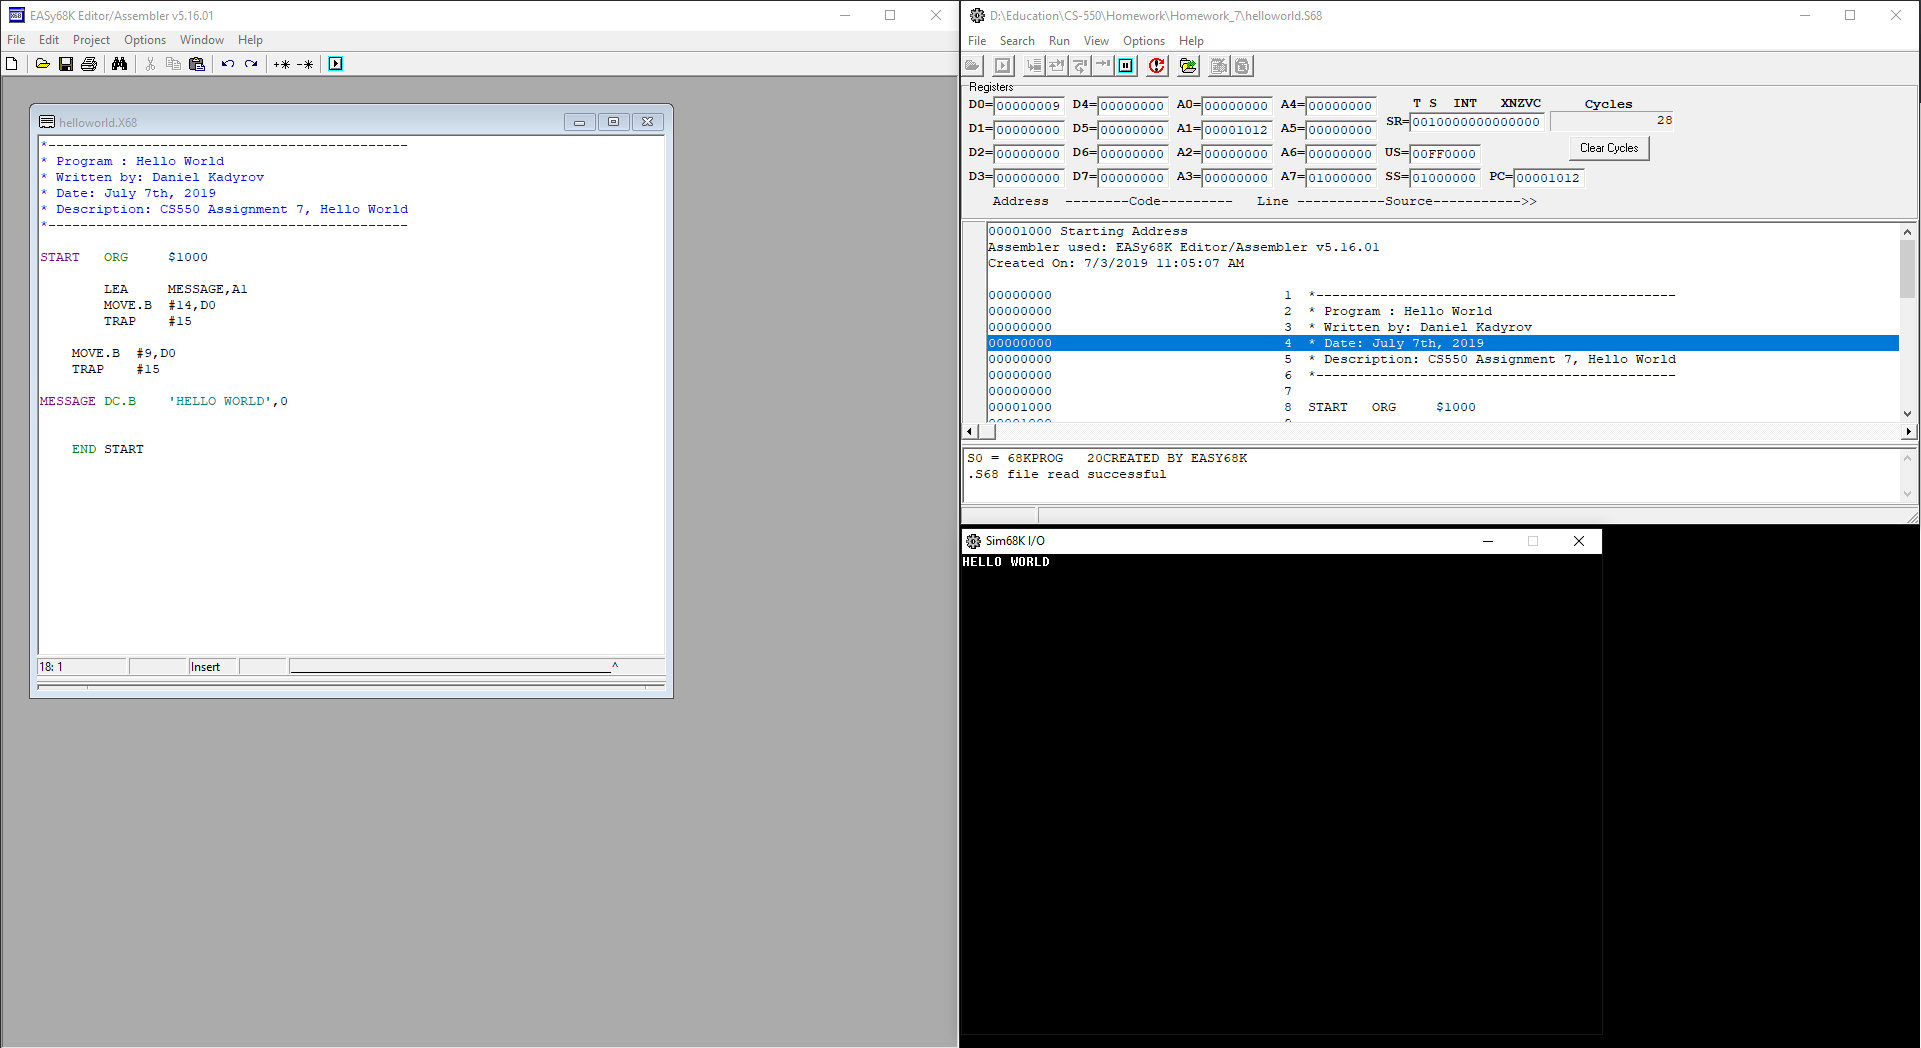 EASy68K Editor/Assembler v5.16.01
File Edit Project Options Window Help
helloworld.X68
*---------------------------------------------
* Program : Hello World
* Written by: Daniel Kadyrov
* Date: July 7th, 2019
* Description: CS550 Assignment 7, Hello World
*---------------------------------------------
START   ORG     $1000
        LEA     MESSAGE,A1
        MOVE.B  #14,D0
        TRAP    #15
    MOVE.B  #9,D0
    TRAP    #15
MESSAGE DC.B    'HELLO WORLD',0
    END START
18: 1 Insert ^
D:\Education\CS-550\Homework\Homework_7\helloworld.S68
File Search Run View Options Help
Registers
D0=00000009 D4=00000000 A0=00000000 A4=00000000 T S INT XNZVC Cycles
D1=00000000 D5=00000000 A1=00001012 A5=00000000 SR=0010000000000000 28
D2=00000000 D6=00000000 A2=00000000 A6=00000000 US=00FF0000 Clear Cycles
D3=00000000 D7=00000000 A3=00000000 A7=01000000 SS=01000000 PC=00001012
Address --------Code--------- Line -----------Source----------->>
00001000 Starting Address
Assembler used: EASy68K Editor/Assembler v5.16.01
Created On: 7/3/2019 11:05:07 AM
00000000 1 *---------------------------------------------
00000000 2 * Program : Hello World
00000000 3 * Written by: Daniel Kadyrov
00000000 4 * Date: July 7th, 2019
00000000 5 * Description: CS550 Assignment 7, Hello World
00000000 6 *---------------------------------------------
00000000 7
00001000 8 START   ORG     $1000
00001000 9
S0 = 68KPROG   20CREATED BY EASY68K
.S68 file read successful
Sim68K I/O
HELLO WORLD